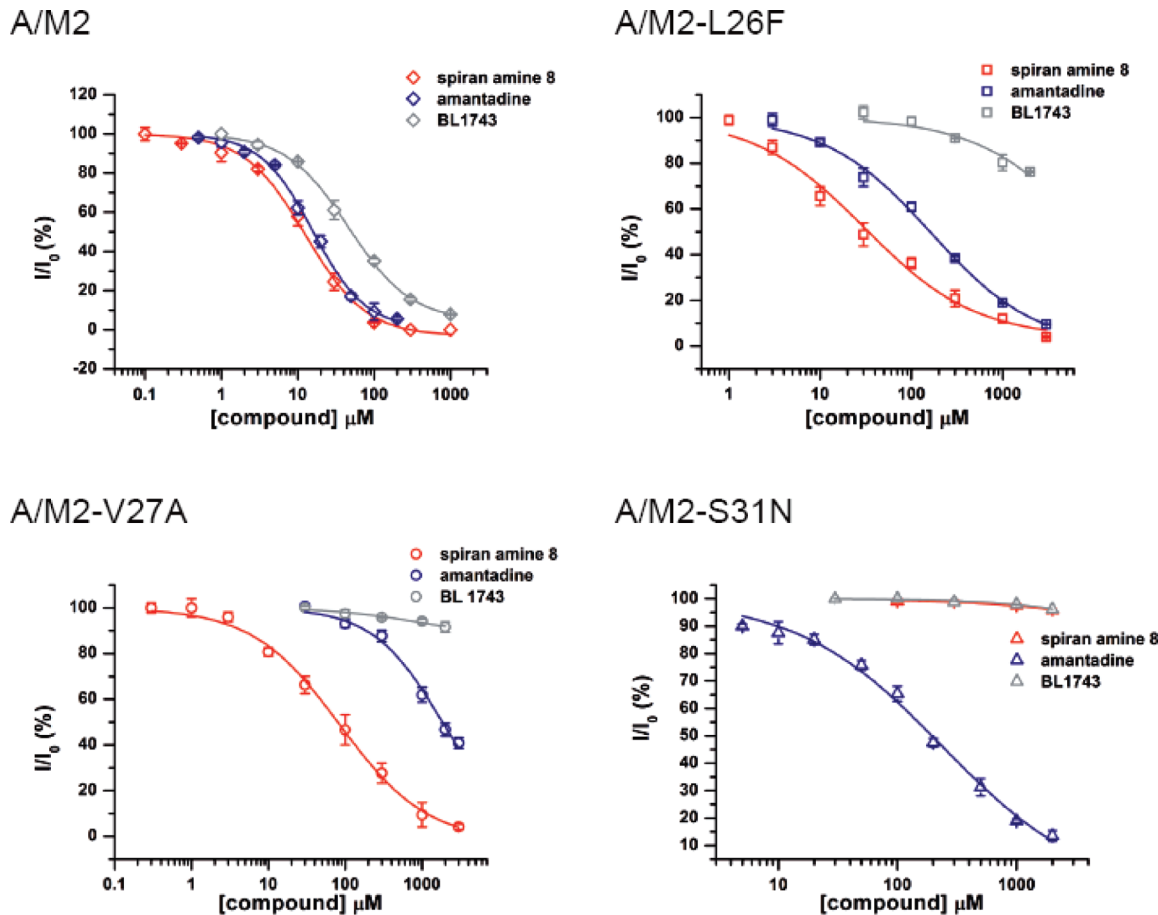 A/M2
spiran amine 8
amantadine
BL1743
120
100
80
60
40
20
0
-20
I/I0 (%)
0.1 1 10 100 1000
[compound] μM
A/M2-L26F
spiran amine 8
amantadine
BL1743
100
80
60
40
20
0
I/I0 (%)
1 10 100 1000
[compound] μM
A/M2-V27A
spiran amine 8
amantadine
BL 1743
100
80
60
40
20
0
I/I0 (%)
0.1 1 10 100 1000
[compound] μM
A/M2-S31N
100
90
80
70
60
50
40
30
20
10
spiran amine 8
amantadine
BL1743
I/I0 (%)
10 100 1000
[compound] μM